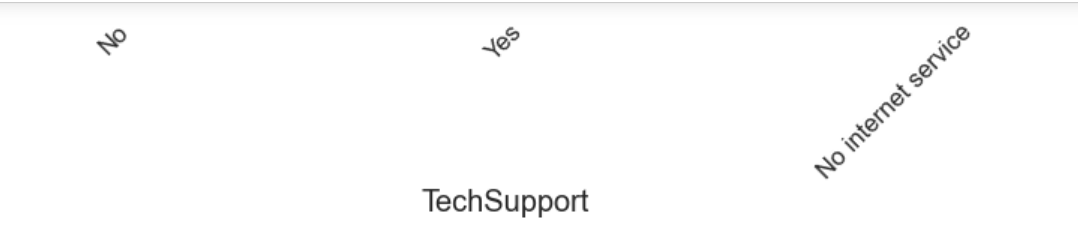 No
Yes
No internet service
TechSupport